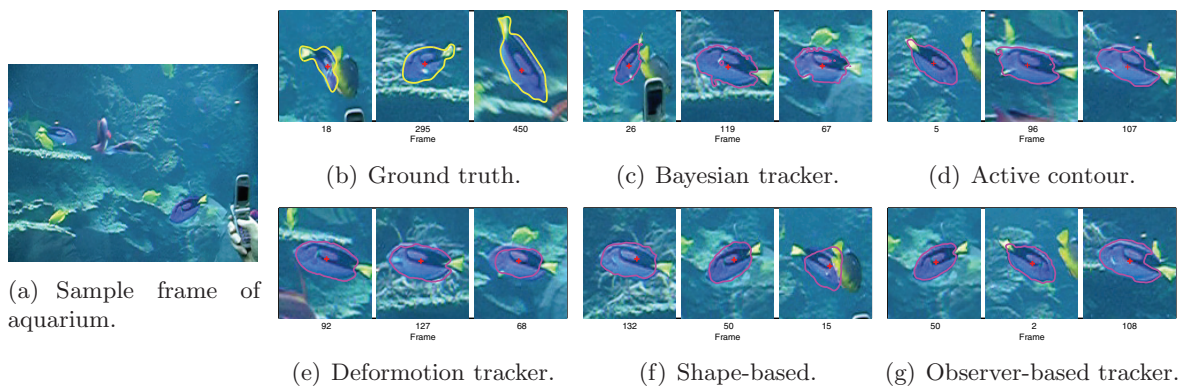 18 295 450
Frame
(b) Ground truth.
26 119 67
Frame
(c) Bayesian tracker.
5 96 107
Frame
(d) Active contour.
(a) Sample frame of
aquarium.
92 127 68
Frame
(e) Deformotion tracker.
132 50 15
Frame
(f) Shape-based.
50 2 108
Frame
(g) Observer-based tracker.